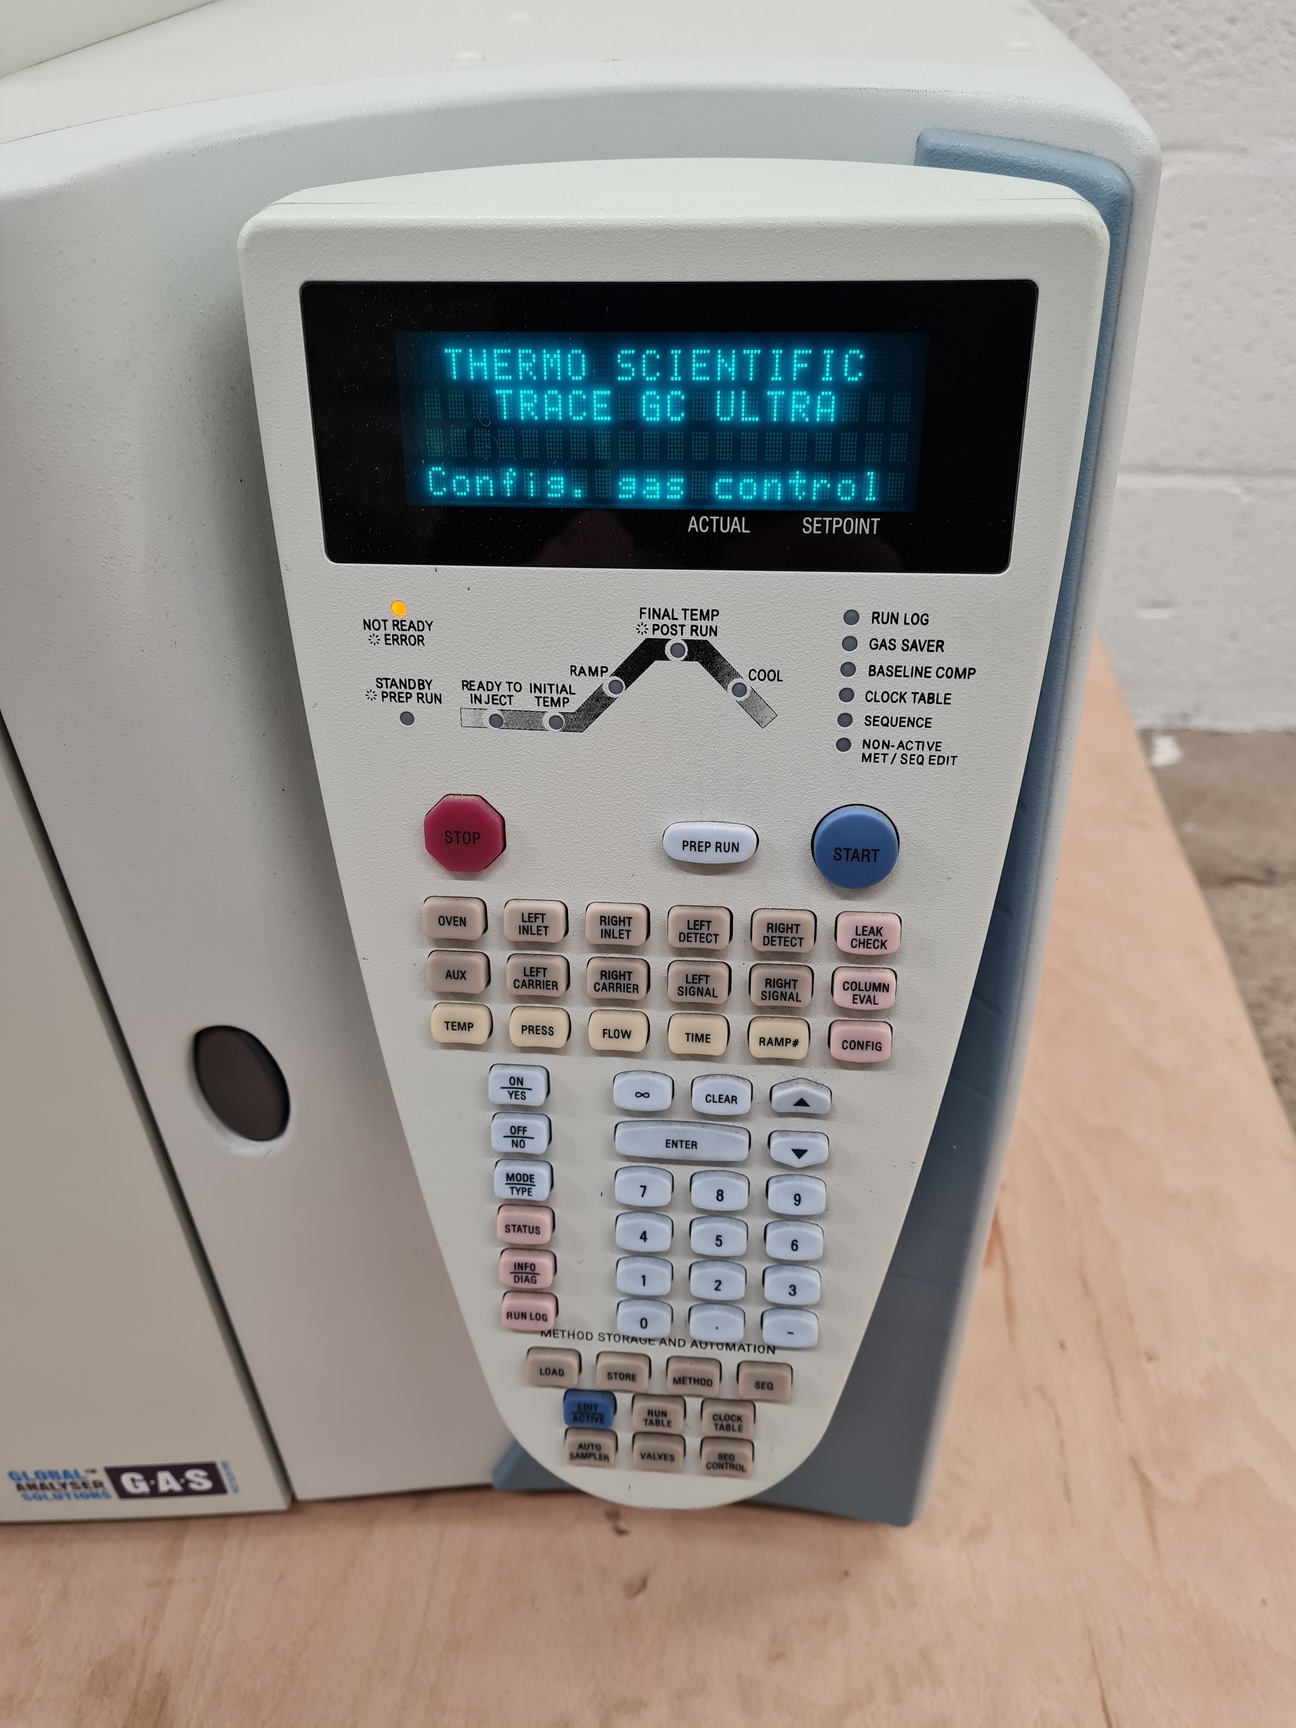 THERMO SCIENTIFIC
TRACE GC ULTRA
Config. gas control
ACTUAL SETPOINT
NOT READY
ERROR
STANDBY
PREP RUN
READY TO
INJECT
INITIAL
TEMP
RAMP
FINAL TEMP
POST RUN
COOL
RUN LOG
GAS SAVER
BASELINE COMP
CLOCK TABLE
SEQUENCE
NON-ACTIVE
MET / SEQ EDIT
STOP
PREP RUN
START
OVEN
LEFT
INLET
RIGHT
INLET
LEFT
DETECT
RIGHT
DETECT
LEAK
CHECK
AUX
LEFT
CARRIER
RIGHT
CARRIER
LEFT
SIGNAL
RIGHT
SIGNAL
COLUMN
EVAL
TEMP
PRESS
FLOW
TIME
RAMP#
CONFIG
ON
YES
∞
CLEAR
▲
OFF
NO
ENTER
▼
MODE
TYPE
7
8
9
STATUS
4
5
6
INFO
DIAG
1
2
3
RUN LOG
0
.
-
METHOD STORAGE AND AUTOMATION
LOAD
STORE
METHOD
SEQ
EDIT
ACTIVE
RUN
TABLE
CLOCK
TABLE
AUTO
SAMPLER
VALVES
SEQ
CONTROL
GLOBAL™
ANALYSER
SOLUTIONS
G·A·S